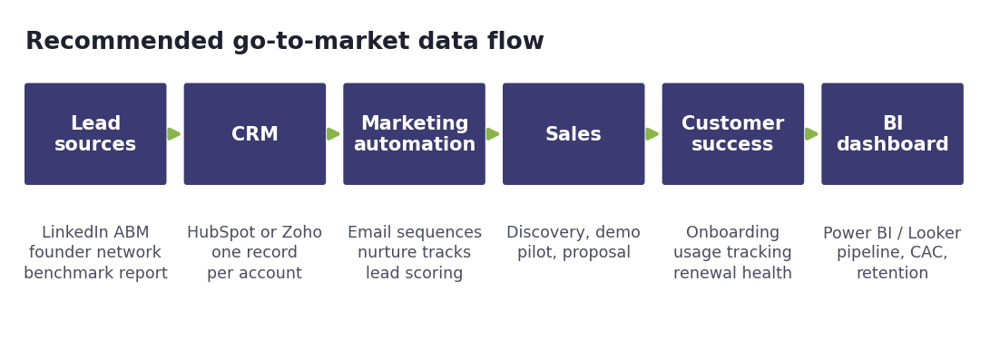 Recommended go-to-market data flow
Lead
sources
CRM
Marketing
automation
Sales
Customer
success
BI
dashboard
LinkedIn ABM
founder network
benchmark report
HubSpot or Zoho
one record
per account
Email sequences
nurture tracks
lead scoring
Discovery, demo
pilot, proposal
Onboarding
usage tracking
renewal health
Power BI / Looker
pipeline, CAC,
retention